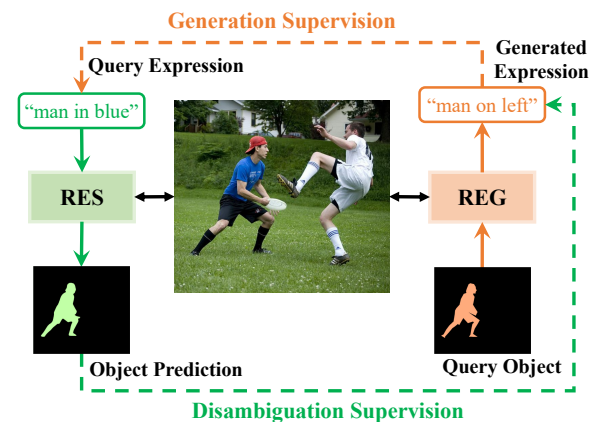 Generation Supervision
Query Expression
Generated
Expression
“man in blue”
“man on left”
RES
REG
Object Prediction
Query Object
Disambiguation Supervision